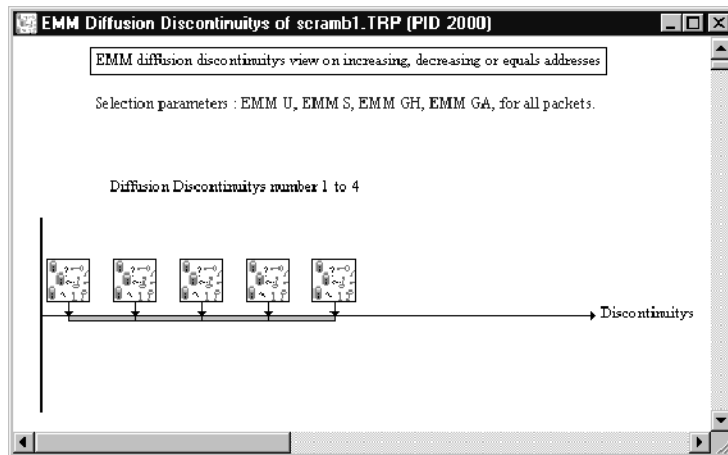 EMM Diffusion Discontinuitys of scramb1.TRP (PID 2000)
EMM diffusion discontinuitys view on increasing, decreasing or equals addresses
Selection parameters : EMM U, EMM S, EMM GH, EMM GA, for all packets.
Diffusion Discontinuitys number 1 to 4
Discontinuitys